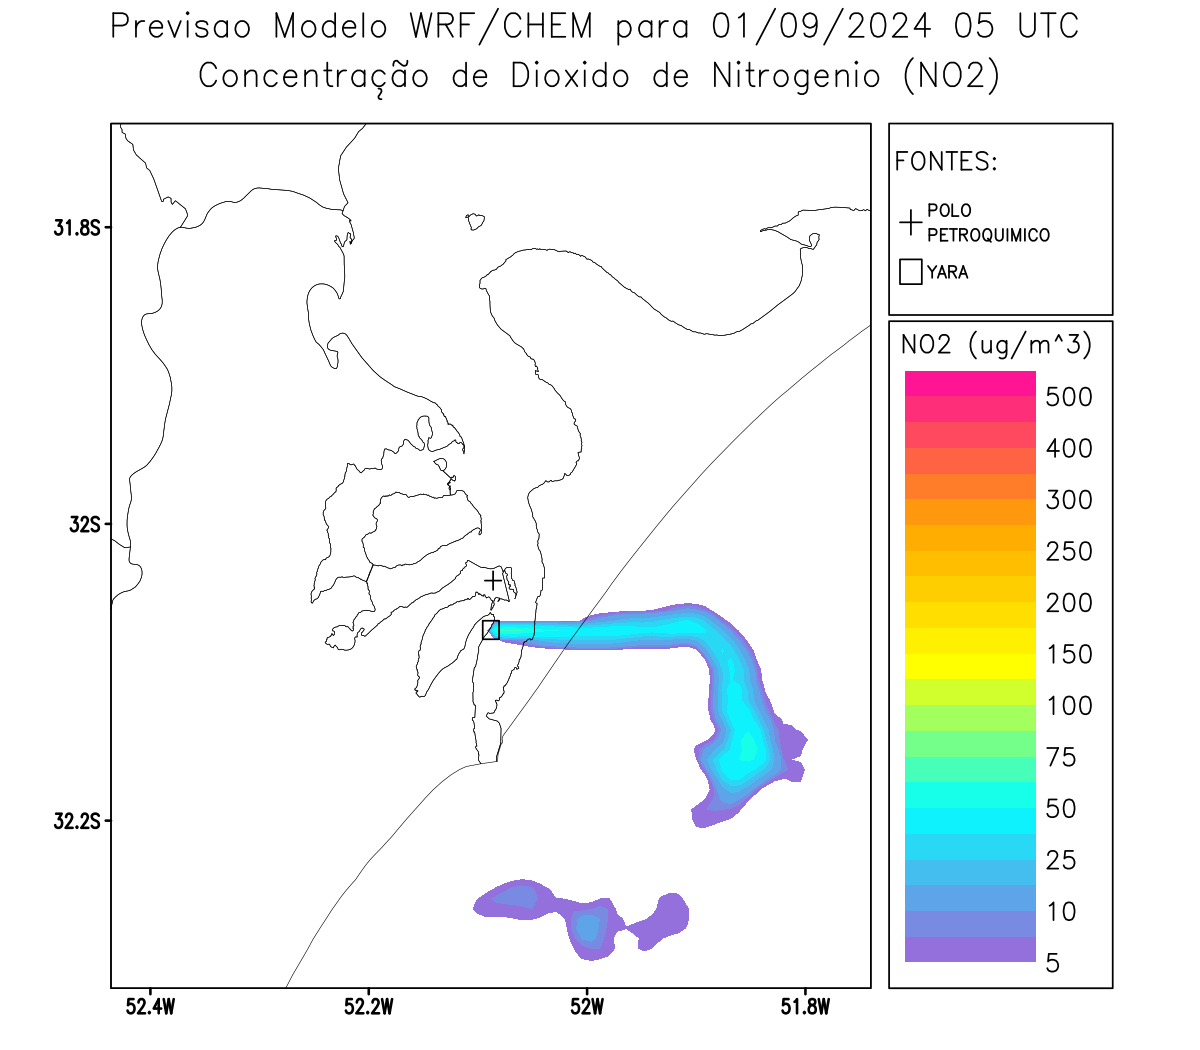 Previsao Modelo WRF/CHEM para 01/09/2024 05 UTC
Concentração de Dioxido de Nitrogenio (NO2)
FONTES:
POLO
PETROQUIMICO
YARA
31.8S
32S
32.2S
52.4W
52.2W
52W
51.8W
NO2 (ug/m^3)
500
400
300
250
200
150
100
75
50
25
10
5